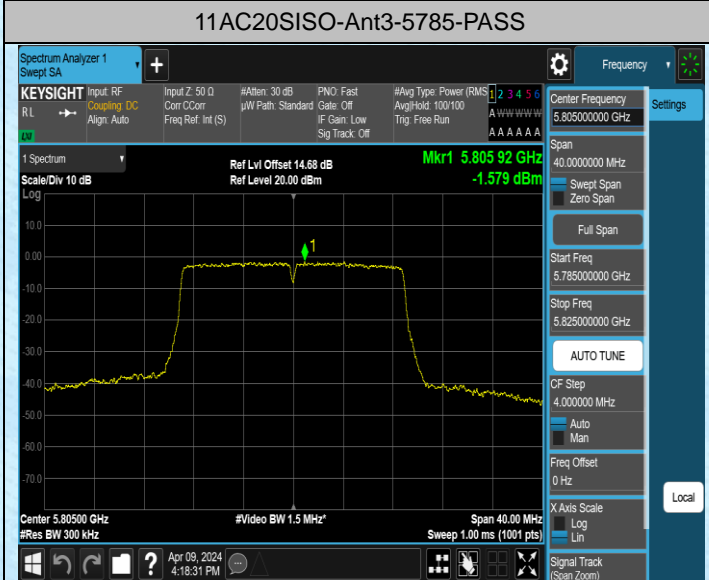 11AC20SISO-Ant3-5785-PASS
Spectrum Analyzer 1
Swept SA
Frequency
KEYSIGHT
RL
LXI
Input: RF
Coupling: DC
Align: Auto
Input Z: 50 Ω
Corr CCorr
Freq Ref: Int (S)
#Atten: 30 dB
µW Path: Standard
PNO: Fast
Gate: Off
IF Gain: Low
Sig Track: Off
#Avg Type: Power (RMS
Avg|Hold: 100/100
Trig: Free Run
1 2 3 4 5 6
A W W W W W
A A A A A A
Center Frequency
5.805000000 GHz
Settings
1 Spectrum
Scale/Div 10 dB
Log
Ref Lvl Offset 14.68 dB
Ref Level 20.00 dBm
Mkr1 5.805 92 GHz
-1.579 dBm
Span
40.0000000 MHz
Swept Span
Zero Span
Full Span
Start Freq
5.785000000 GHz
Stop Freq
5.825000000 GHz
AUTO TUNE
CF Step
4.000000 MHz
Auto
Man
Freq Offset
0 Hz
X Axis Scale
Log
Lin
Local
Signal Track
(Span Zoom)
10.0
0.00
-10.0
-20.0
-30.0
-40.0
-50.0
-60.0
-70.0
1
Center 5.80500 GHz
#Res BW 300 kHz
#Video BW 1.5 MHz*
Span 40.00 MHz
Sweep 1.00 ms (1001 pts)
?
Apr 09, 2024
4:18:31 PM